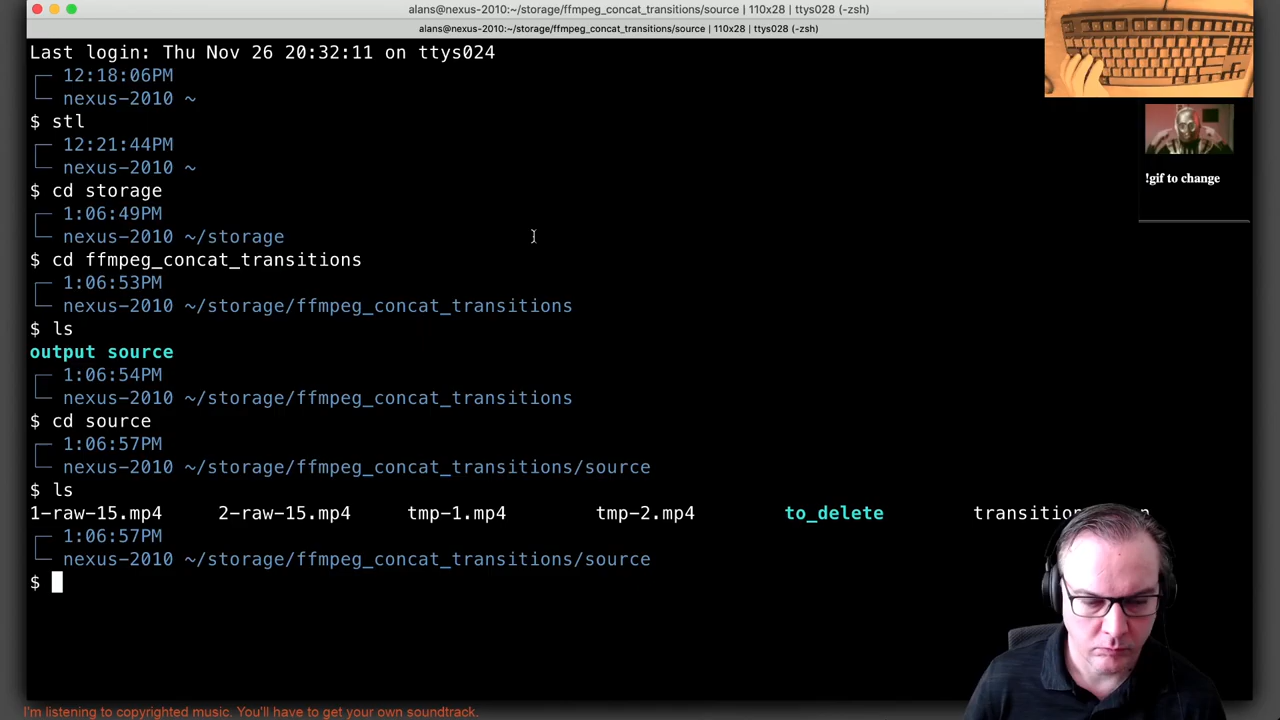 alans@nexus-2010:~/storage/ffmpeg_concat_transitions/source | 110x28 | ttys028 (-zsh)
alans@nexus-2010:~/storage/ffmpeg_concat_transitions/source | 110x28 | ttys028 (-zsh)
Last login: Thu Nov 26 20:32:11 on ttys024
12:18:06PM
nexus-2010 ~
$ stl
12:21:44PM
nexus-2010 ~
$ cd storage
1:06:49PM
nexus-2010 ~/storage
$ cd ffmpeg_concat_transitions
1:06:53PM
nexus-2010 ~/storage/ffmpeg_concat_transitions
$ ls
output source
1:06:54PM
nexus-2010 ~/storage/ffmpeg_concat_transitions
$ cd source
1:06:57PM
nexus-2010 ~/storage/ffmpeg_concat_transitions/source
$ ls
1-raw-15.mp4 2-raw-15.mp4 tmp-1.mp4 tmp-2.mp4 to_delete
1:06:57PM
nexus-2010 ~/storage/ffmpeg_concat_transitions/source
$
!gif to change
I'm listening to copyrighted music. You'll have to get your own soundtrack.